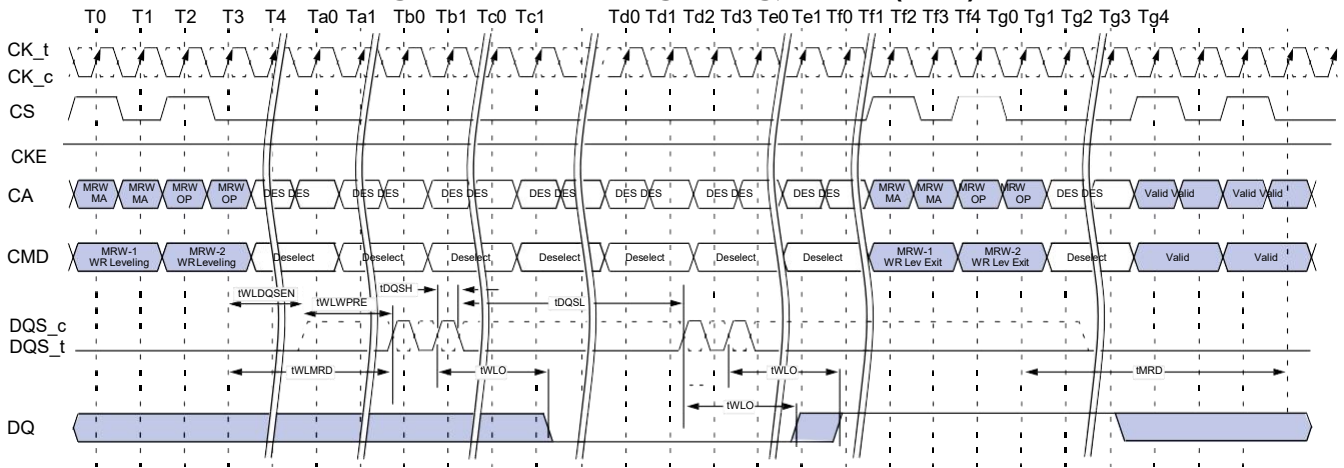 T0 T1 T2 T3 T4 Ta0 Ta1 Tb0 Tb1 Tc0 Tc1 Td0 Td1 Td2 Td3 Te0 Te1 Tf0 Tf1 Tf2 Tf3 Tf4 Tg0 Tg1 Tg2 Tg3 Tg4
CK_t
CK_c
CS
CKE
CA
MRW MRW MRW MRW DES DES DES DES DES DES DES DES DES DES DES DES DES DES MRW MRW MRW MRW DES DES Valid Valid Valid Valid
MA MA OP OP MA MA OP OP
CMD
MRW-1 MRW-2 Deselect Deselect Deselect Deselect Deselect Deselect Deselect MRW-1 MRW-2 Deselect Valid Valid
WR Leveling WR Leveling WR Lev Exit WR Lev Exit
tWLDQSEN tDQSH
tWLWPRE tDQSL
DQS_c
DQS_t
tWLMRD tWLO tWLO tMRD
tWLO
DQ